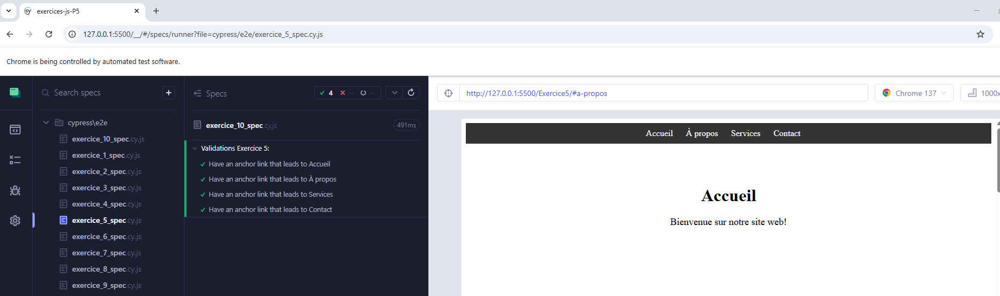 exercices-js-P5
127.0.0.1:5500/__/#/specs/runner?file=cypress/e2e/exercice_5_spec.cy.js
Chrome is being controlled by automated test software.
Search specs
cypress\e2e
exercice_10_spec.cy.js
exercice_1_spec.cy.js
exercice_2_spec.cy.js
exercice_3_spec.cy.js
exercice_4_spec.cy.js
exercice_5_spec.cy.js
exercice_6_spec.cy.js
exercice_7_spec.cy.js
exercice_8_spec.cy.js
exercice_9_spec.cy.js
Specs
4 -- --
exercice_10_spec.cy.js 491ms
Validations Exercice 5:
Have an anchor link that leads to Accueil
Have an anchor link that leads to À propos
Have an anchor link that leads to Services
Have an anchor link that leads to Contact
http://127.0.0.1:5500/Exercice5/#a-propos
Chrome 137
1000x
Accueil À propos Services Contact
Accueil
Bienvenue sur notre site web!